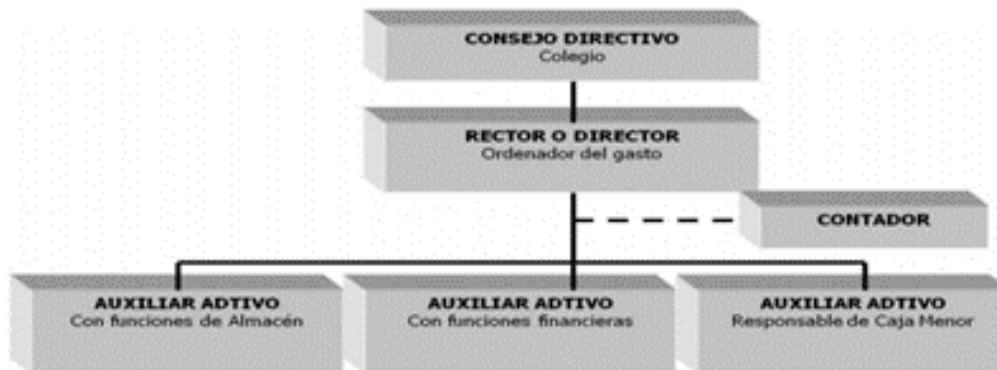 CONSEJO DIRECTIVO
Colegio
RECTOR O DIRECTOR
Ordenador del gasto
CONTADOR
AUXILIAR ADTIVO
Con funciones de Almacén
AUXILIAR ADTIVO
Con funciones financieras
AUXILIAR ADTIVO
Responsable de Caja Menor